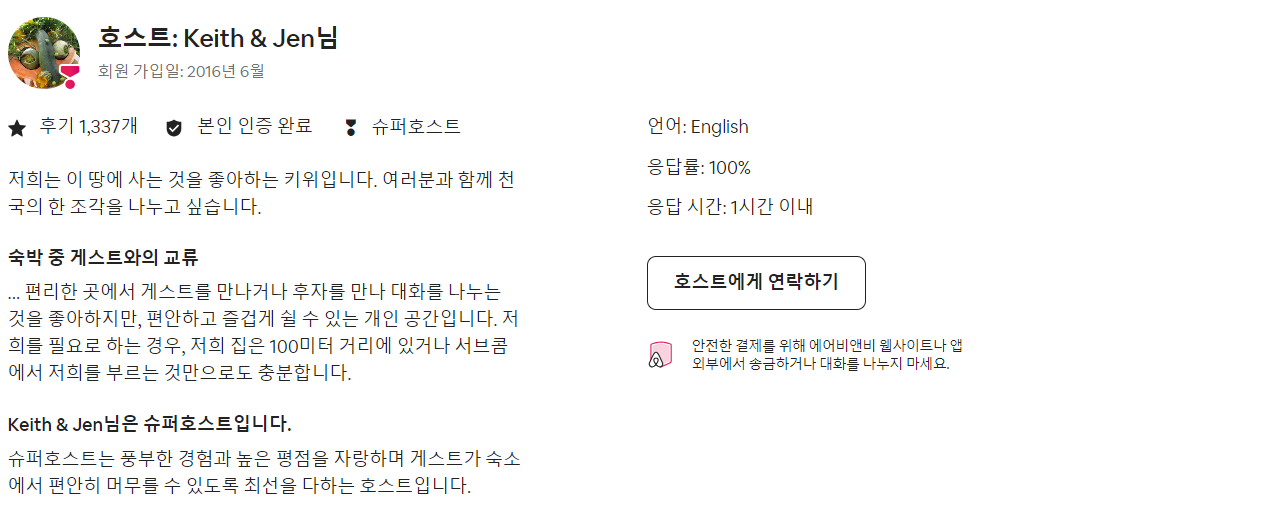 호스트: Keith & Jen님
회원 가입일: 2016년 6월
후기 1,337개 본인 인증 완료 슈퍼호스트
저희는 이 땅에 사는 것을 좋아하는 키위입니다. 여러분과 함께 천
국의 한 조각을 나누고 싶습니다.
숙박 중 게스트와의 교류
... 편리한 곳에서 게스트를 만나거나 후자를 만나 대화를 나누는
것을 좋아하지만, 편안하고 즐겁게 쉴 수 있는 개인 공간입니다. 저
희를 필요로 하는 경우, 저희 집은 100미터 거리에 있거나 서브콤
에서 저희를 부르는 것만으로도 충분합니다.
Keith & Jen님은 슈퍼호스트입니다.
슈퍼호스트는 풍부한 경험과 높은 평점을 자랑하며 게스트가 숙소
에서 편안히 머무를 수 있도록 최선을 다하는 호스트입니다.
언어: English
응답률: 100%
응답 시간: 1시간 이내
호스트에게 연락하기
안전한 결제를 위해 에어비앤비 웹사이트나 앱
외부에서 송금하거나 대화를 나누지 마세요.